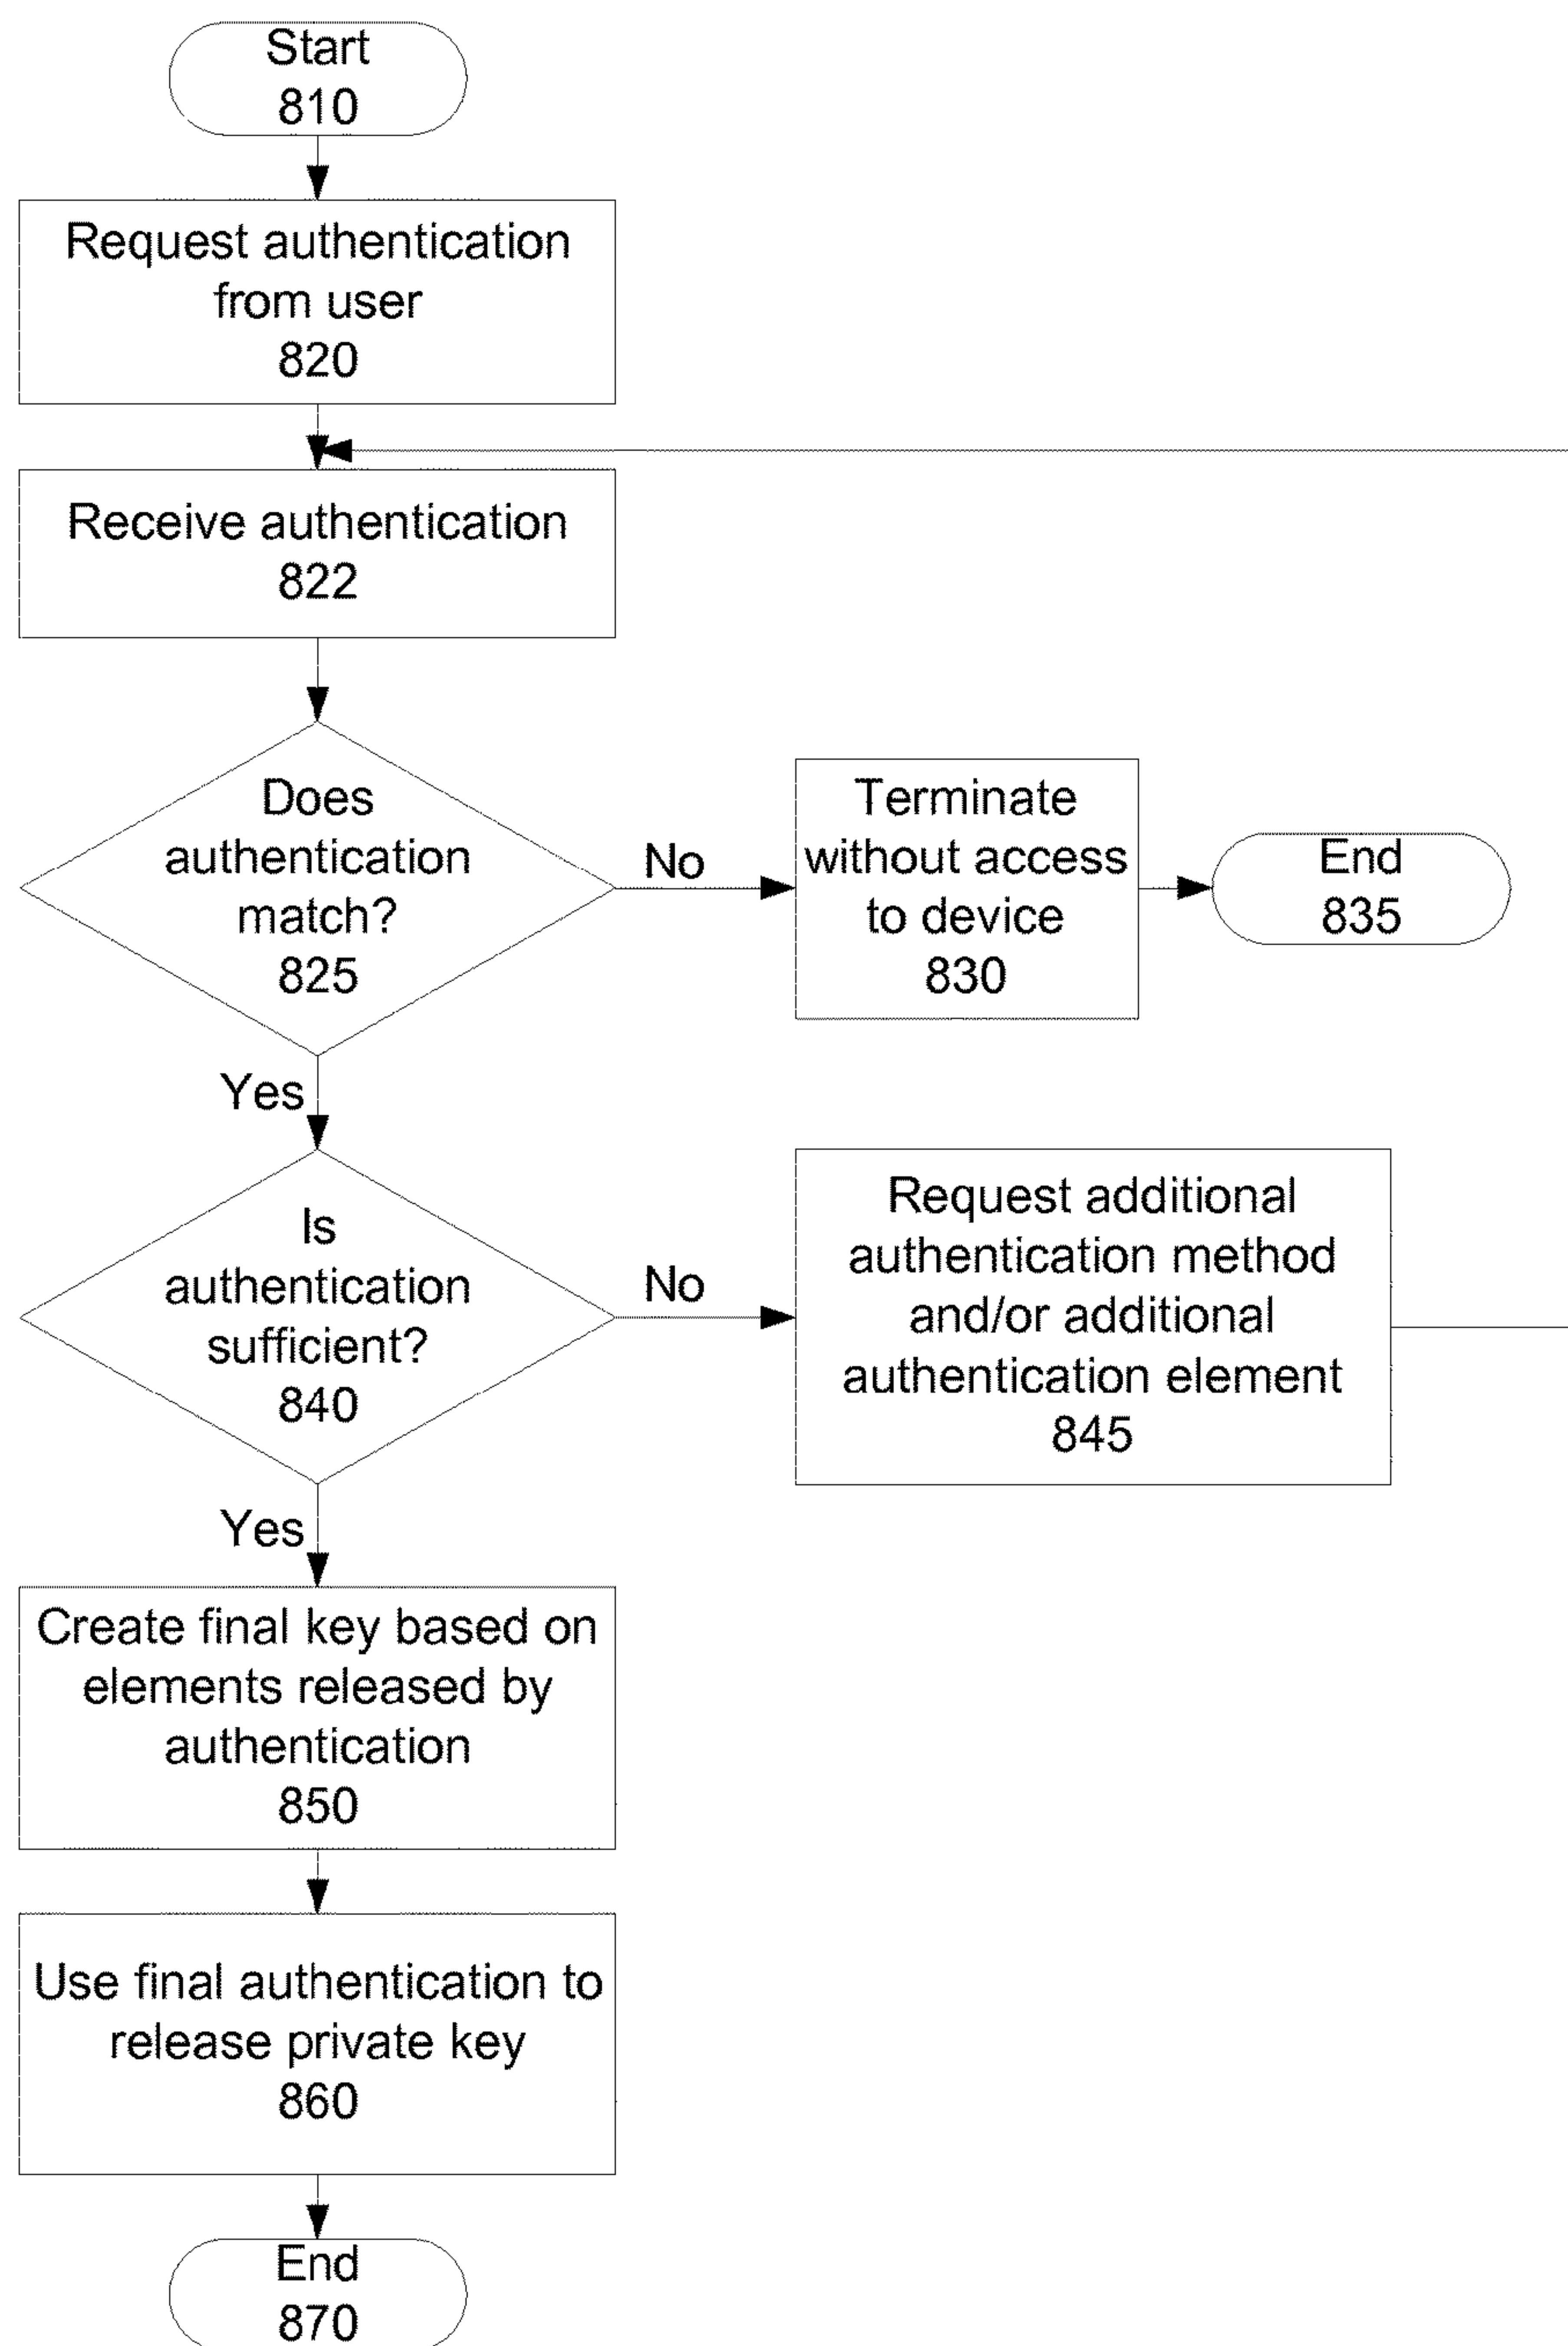 Start
810
Request authentication
from user
820
Receive authentication
822
Does
authentication
match?
825
No
Terminate
without access
to device
830
End
835
Yes
Is
authentication
sufficient?
840
No
Request additional
authentication method
and/or additional
authentication element
845
Yes
Create final key based on
elements released by
authentication
850
Use final authentication to
release private key
860
End
870